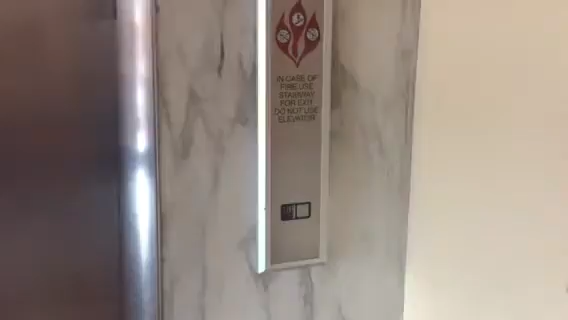 IN CASE OF
FIRE USE
STAIRWAY
FOR EXIT
DO NOT USE
ELEVATOR